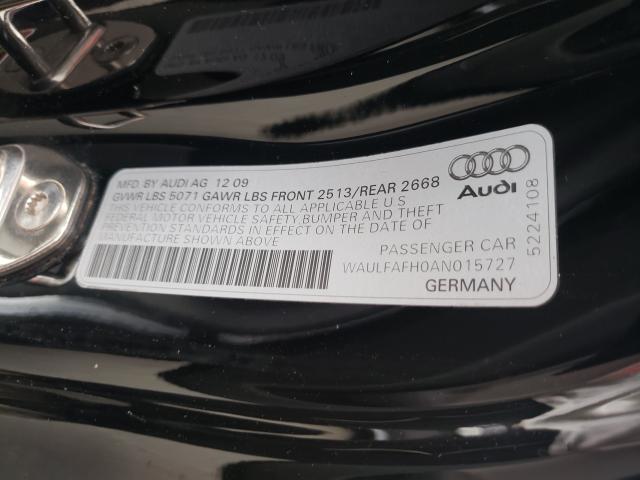 MFD. BY AUDI AG 12 09
GVWR LBS 5071 GAWR LBS FRONT 2513/REAR 2668
THIS VEHICLE CONFORMS TO ALL APPLICABLE U S
FEDERAL MOTOR VEHICLE SAFETY,BUMPER AND THEFT
PREVENTION STANDARDS IN EFFECT ON THE DATE OF
MANUFACTURE SHOWN ABOVE
Audi
PASSENGER CAR
WAULFAFH0AN015727
GERMANY
5224108